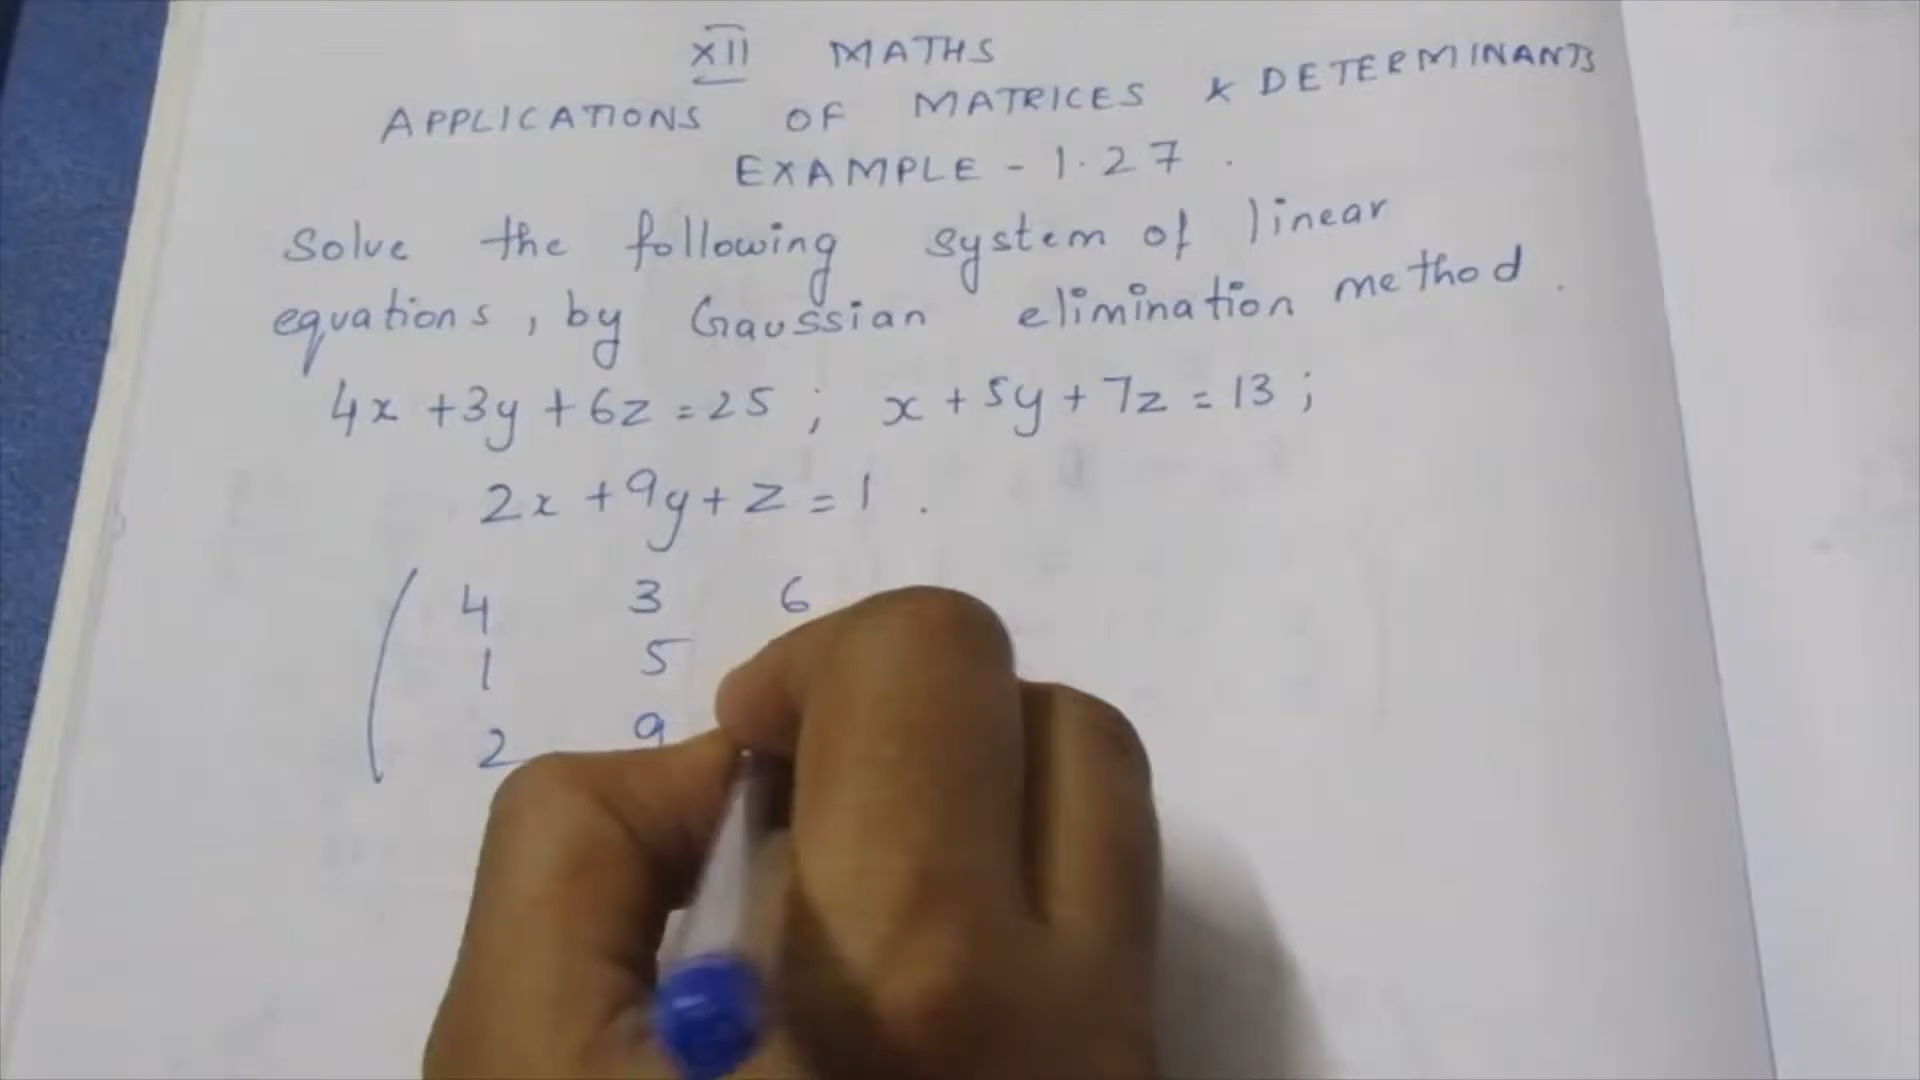 XII MATHS
APPLICATIONS OF MATRICES & DETERMINANTS
EXAMPLE - 1.27.
Solve the following system of linear
equations, by Gaussian elimination method.
4x +3y +6z = 25 ; x + 5y + 7z = 13 ;
2x + 9y + z = 1 .
( 4 3 6
1 5
2 9